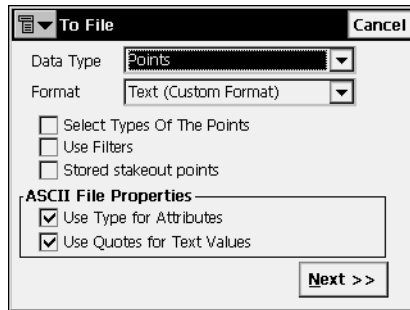 To File Cancel
Data Type Points
Format Text (Custom Format)
Select Types Of The Points
Use Filters
Stored stakeout points
ASCII File Properties
Use Type for Attributes
Use Quotes for Text Values
Next >>